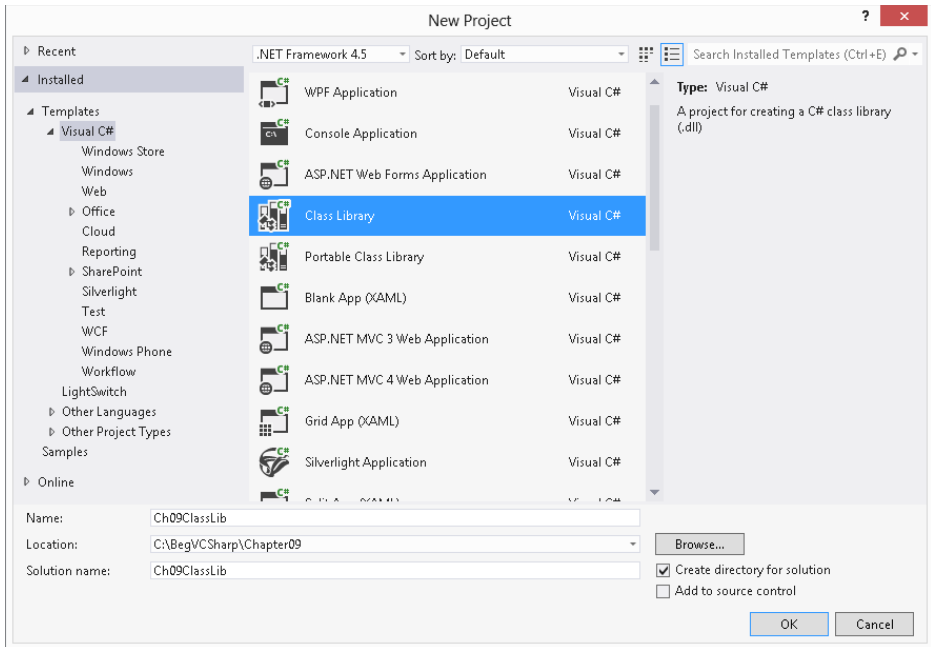 New Project
?
Recent
.NET Framework 4.5
Sort by: Default
Search Installed Templates (Ctrl+E)
Installed
Templates
Visual C#
Windows Store
Windows
Web
Office
Cloud
Reporting
SharePoint
Silverlight
Test
WCF
Windows Phone
Workflow
LightSwitch
Other Languages
Other Project Types
Samples
Online
C# WPF Application Visual C#
C# Console Application Visual C#
C# ASP.NET Web Forms Application Visual C#
C# Class Library Visual C#
C# Portable Class Library Visual C#
C# Blank App (XAML) Visual C#
C# ASP.NET MVC 3 Web Application Visual C#
C# ASP.NET MVC 4 Web Application Visual C#
C# Grid App (XAML) Visual C#
C# Silverlight Application Visual C#
C# Split App (XAML) Visual C#
Type: Visual C#
A project for creating a C# class library
(.dll)
Name: Ch09ClassLib
Location: C:\BegVCSharp\Chapter09
Browse...
Solution name: Ch09ClassLib
Create directory for solution
Add to source control
OK
Cancel